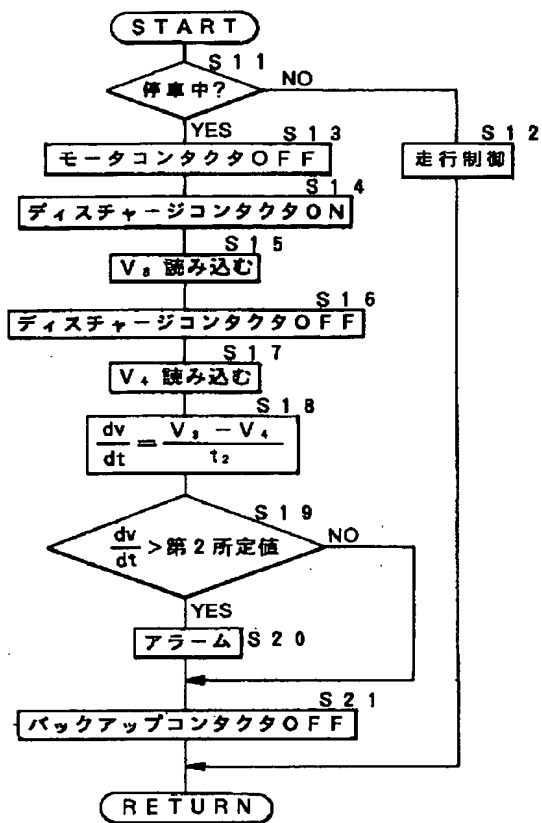 START
S11
停車中?
NO
YES
S13
モータコンタクタOFF
S12
走行制御
S14
ディスチャージコンタクタON
S15
V₃ 読み込む
S16
ディスチャージコンタクタOFF
S17
V₄ 読み込む
S18
dv/dt = (V₃ - V₄)/t₂
S19
dv/dt > 第2所定値
NO
YES
アラーム S20
S21
バックアップコンタクタOFF
RETURN